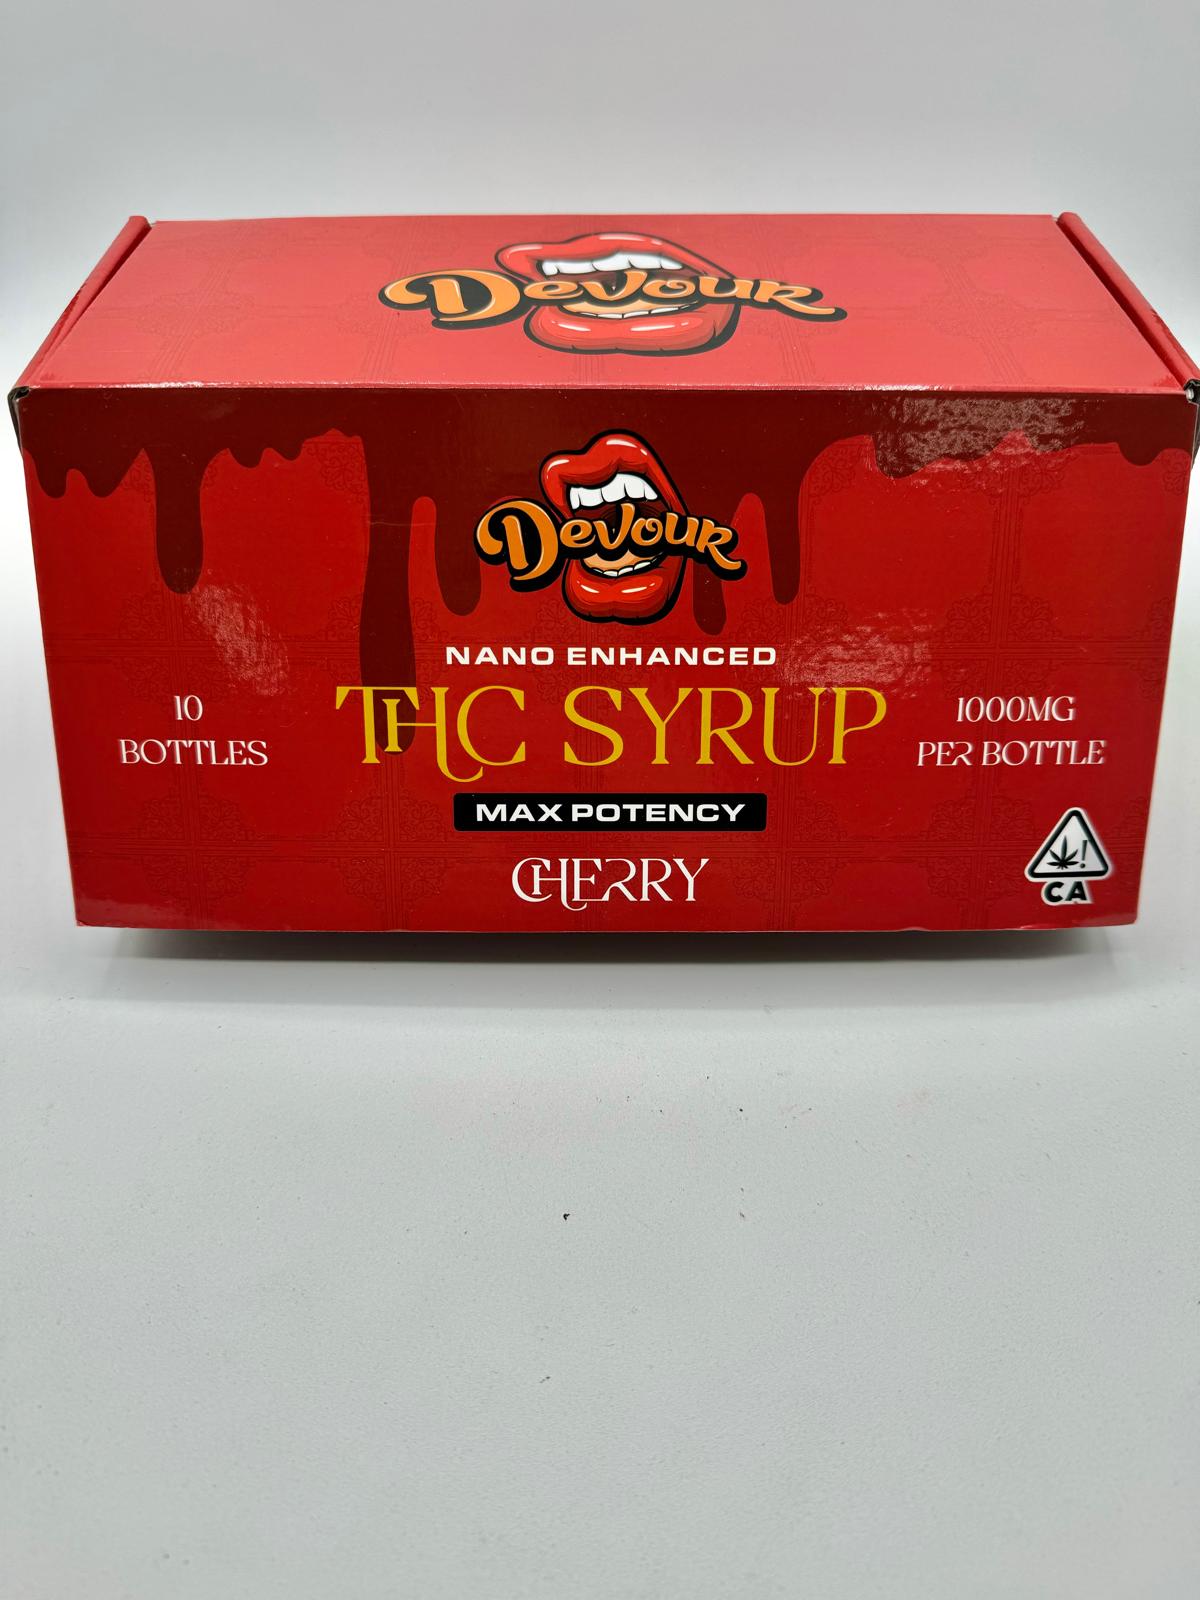 Devour
Devour
NANO ENHANCED
10
BOTTLES
THC SYRUP
1000MG
PER BOTTLE
MAX POTENCY
CHERRY
!
CA